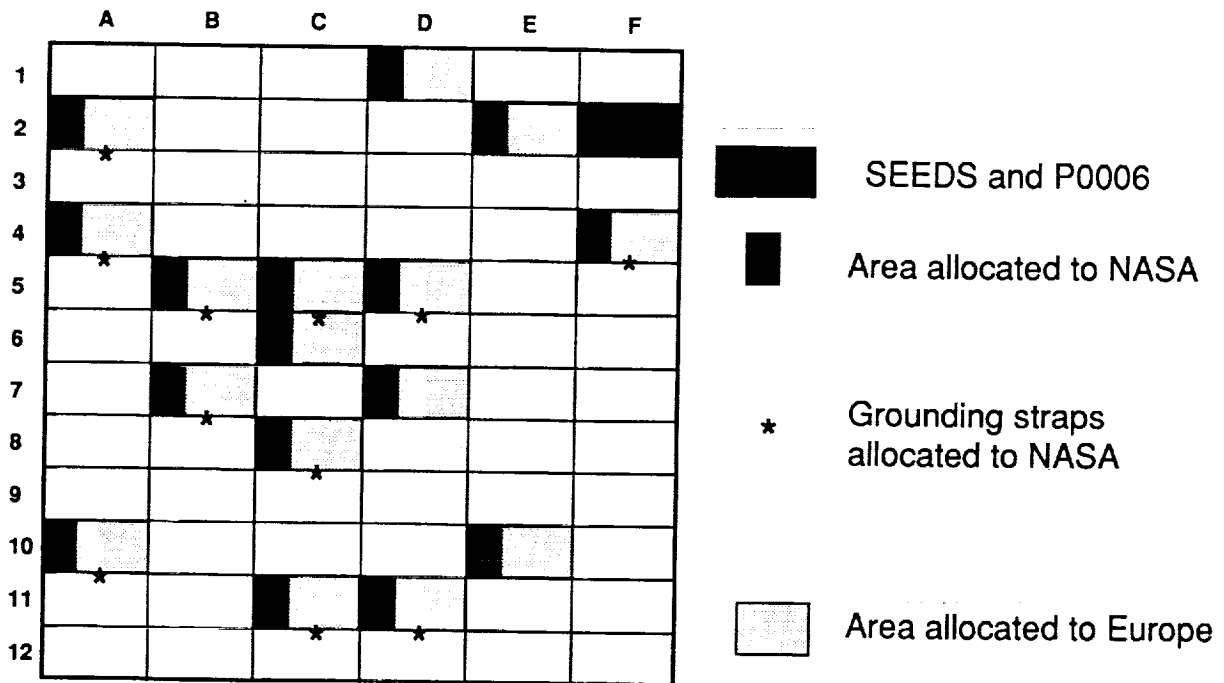 A B C D E F
1
2
3
4
5
6
7
8
9
10
11
12
SEEDS and P0006
Area allocated to NASA
* Grounding straps
allocated to NASA
Area allocated to Europe